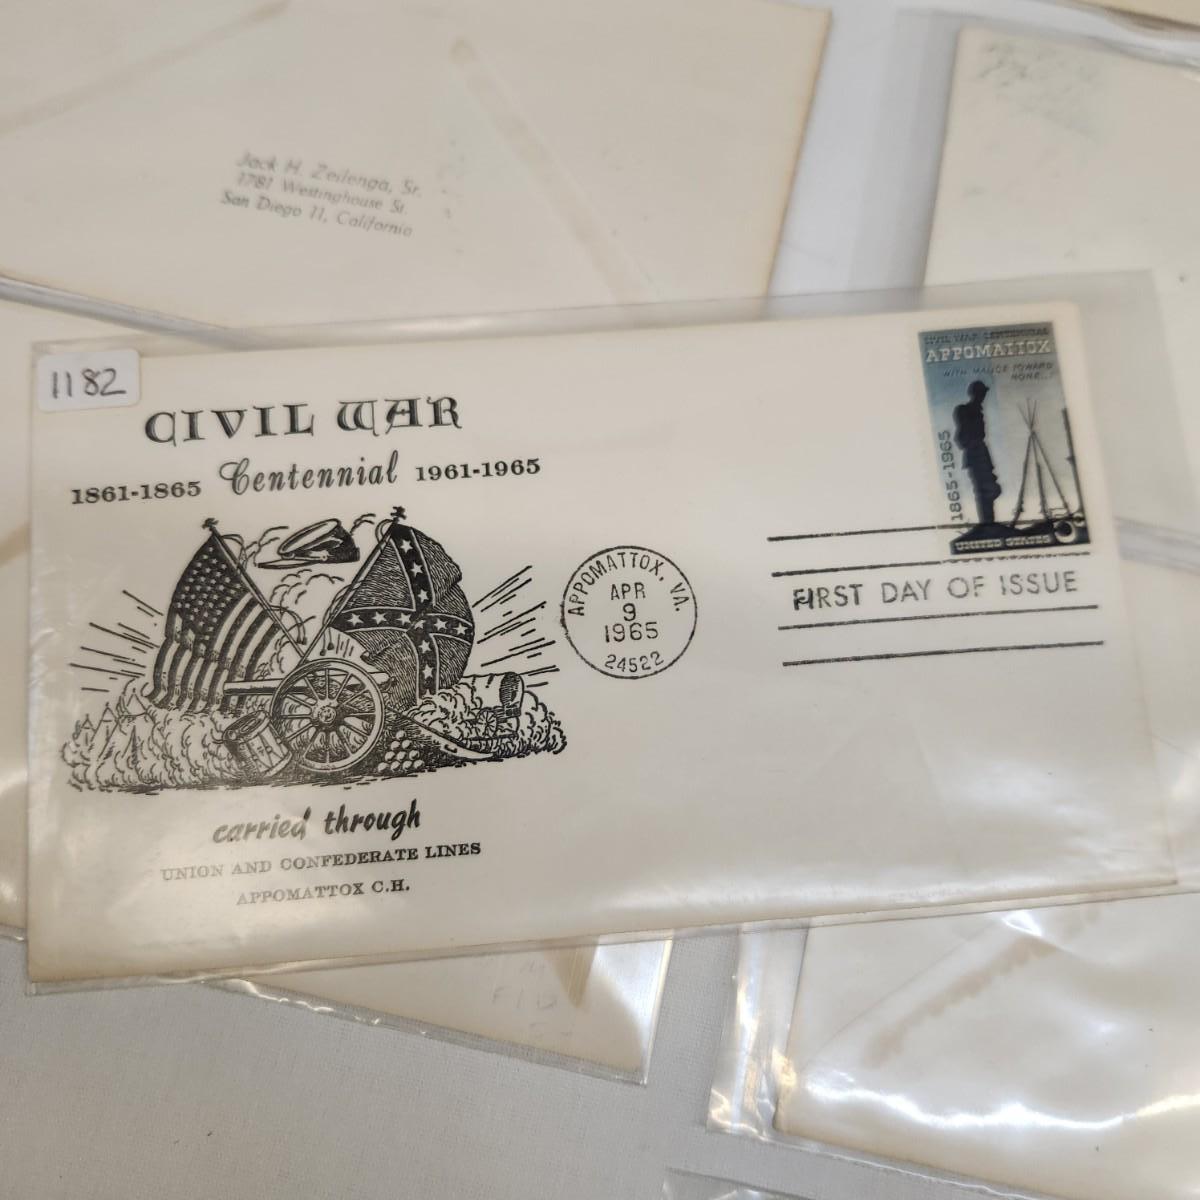 Jack H. Zeilenga, Sr.
1781 Westinghouse St.
San Diego 11, California
1182
CIVIL WAR
1861-1865 Centennial 1961-1965
carried through
UNION AND CONFEDERATE LINES
APPOMATTOX C.H.
APPOMATTOX, VA.
APR
9
1965
24522
CIVIL WAR CENTENNIAL
APPOMATTOX
WITH MALICE TOWARD
NONE...
1865-1965
UNITED STATES
FIRST DAY OF ISSUE